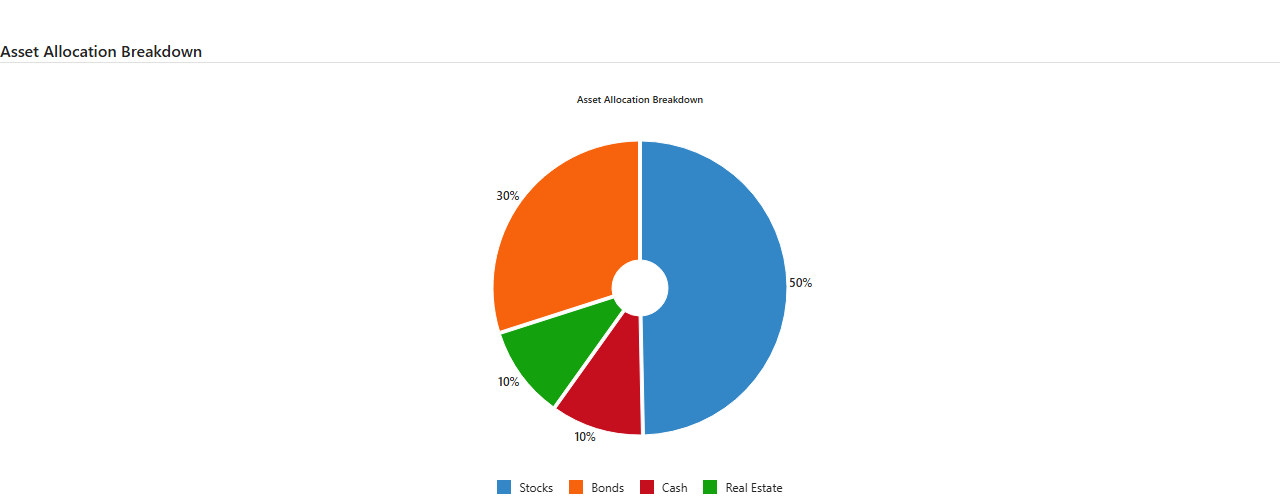 Asset Allocation Breakdown
Asset Allocation Breakdown
30%
50%
10%
10%
Stocks Bonds Cash Real Estate